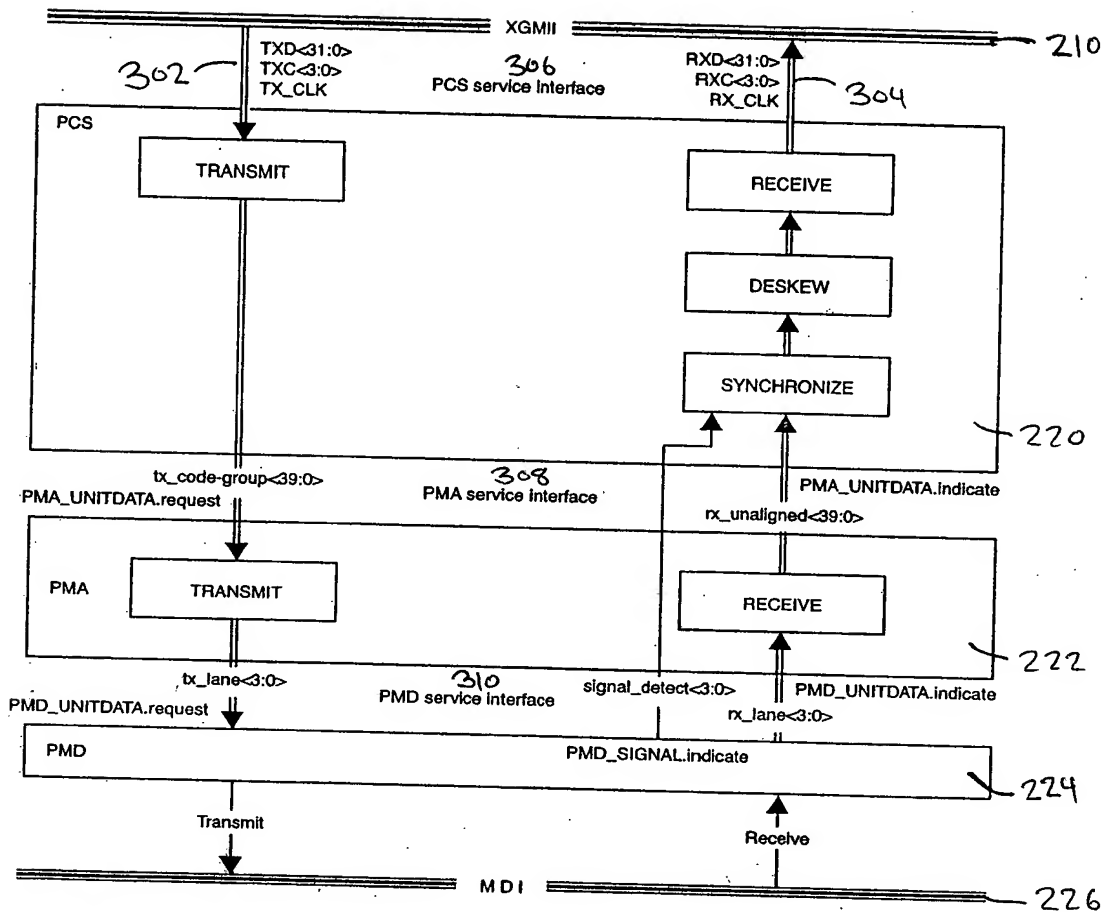 XGMII
210
TXD<31:0>
TXC<3:0>
TX_CLK
302
306
PCS service interface
RXD<31:0>
RXC<3:0>
RX_CLK
304
PCS
TRANSMIT
RECEIVE
DESKEW
SYNCHRONIZE
220
tx_code-group<39:0>
PMA_UNITDATA.request
308
PMA service interface
PMA_UNITDATA.indicate
rx_unaligned<39:0>
PMA
TRANSMIT
RECEIVE
222
tx_lane<3:0>
PMD_UNITDATA.request
310
PMD service interface
signal_detect<3:0>
PMD_UNITDATA.indicate
rx_lane<3:0>
PMD
PMD_SIGNAL.indicate
224
Transmit
Receive
MDI
226